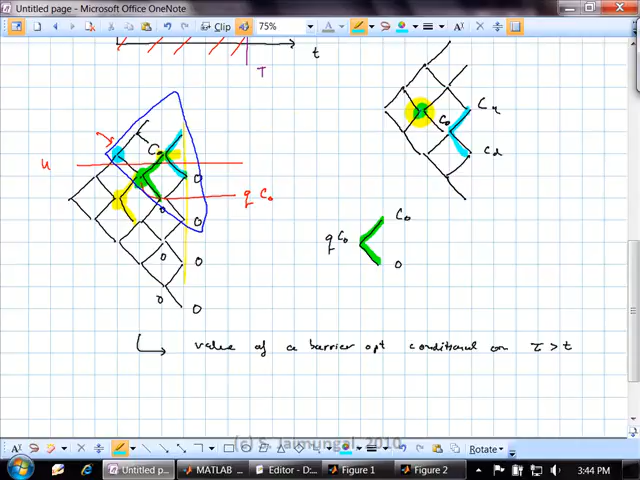 Untitled page - Microsoft Office OneNote
75%
t
T
u
C₀
q C₀
0
0
0
0
0
0
0
C₀
Cu
Cd
C₀
q C₀
0
value of a barrier opt conditional on τ > t
(c) S. Jaimungal, 2010
Rotate
Untitled p...
MATLAB
Editor - D:...
Figure 1
Figure 2
3:44 PM